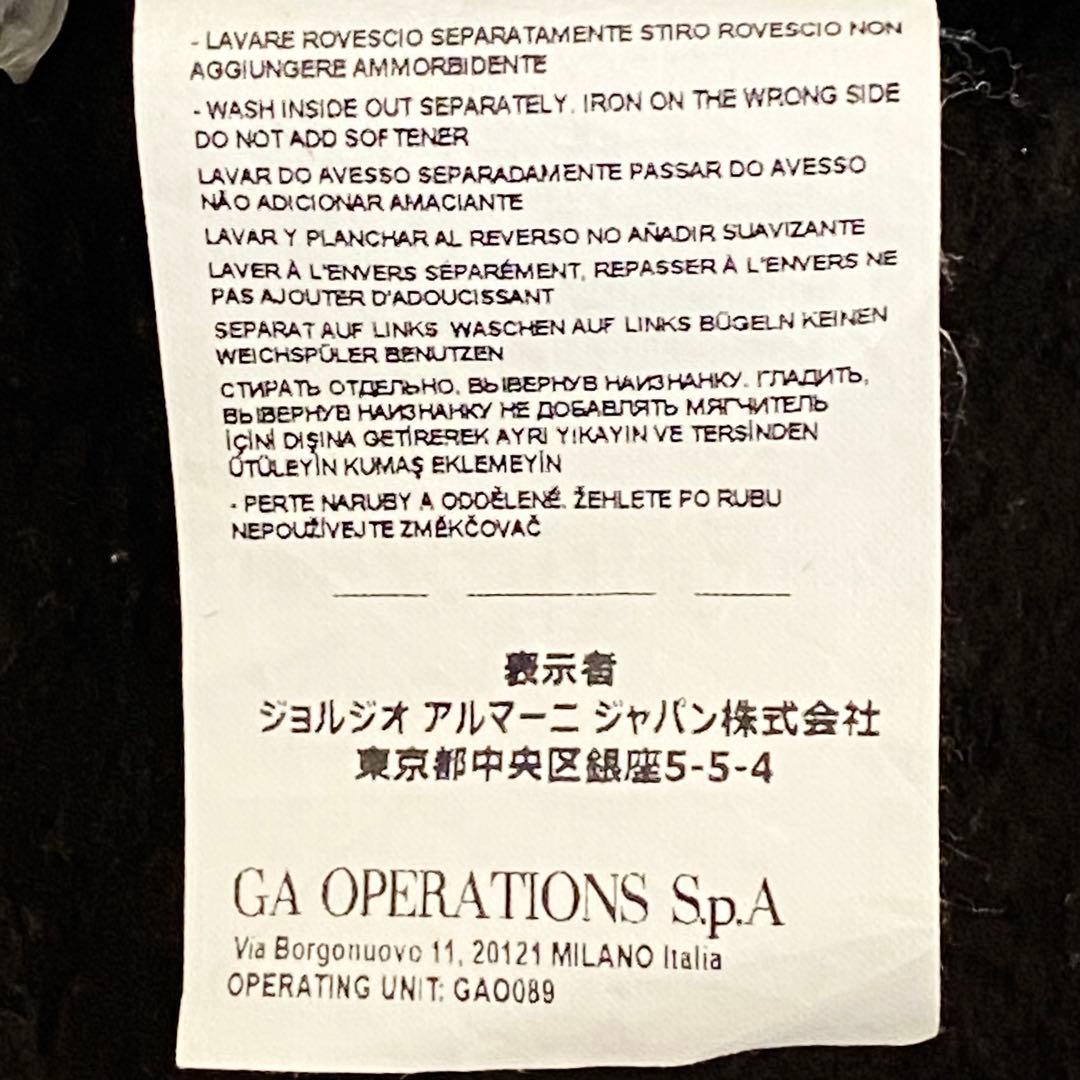 - LAVARE ROVESCIO SEPARATAMENTE STIRO ROVESCIO NON
AGGIUNGERE AMMORBIDENTE
- WASH INSIDE OUT SEPARATELY. IRON ON THE WRONG SIDE
DO NOT ADD SOFTENER
LAVAR DO AVESSO SEPARADAMENTE PASSAR DO AVESSO
NÃO ADICIONAR AMACIANTE
LAVAR Y PLANCHAR AL REVERSO NO AÑADIR SUAVIZANTE
LAVER À L'ENVERS SÉPARÉMENT, REPASSER À L'ENVERS NE
PAS AJOUTER D'ADOUCISSANT
SEPARAT AUF LINKS WASCHEN AUF LINKS BÜGELN KEINEN
WEICHSPÜLER BENUTZEN
СТИРАТЬ ОТДЕЛЬНО, ВЫВЕРНУВ НАИЗНАНКУ. ГЛАДИТЬ,
ВЫВЕРНУВ НАИЗНАНКУ НЕ ДОБАВЛЯТЬ МЯГЧИТЕЛЬ
İÇİNİ DIŞINA GETİREREK AYRI YIKAYIN VE TERSİNDEN
ÜTÜLEYİN KUMAŞ EKLEMEYİN
- PERTE NARUBY A ODDĚLENĚ. ŽEHLETE PO RUBU
NEPOUŽÍVEJTE ZMĚKČOVAČ
表示者
ジョルジオ アルマーニ ジャパン株式会社
東京都中央区銀座5-5-4
GA OPERATIONS S.p.A
Via Borgonuovo 11, 20121 MILANO Italia
OPERATING UNIT: GAO089